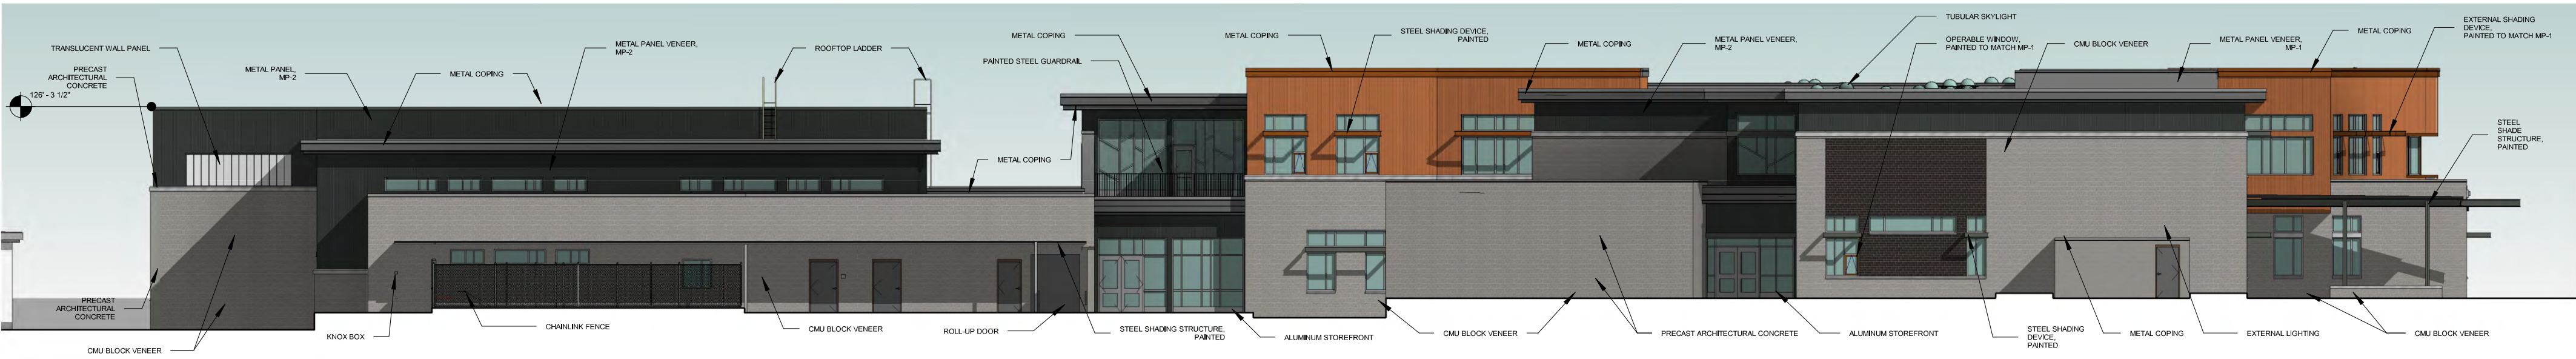 TRANSLUCENT WALL PANEL
PRECAST
ARCHITECTURAL
CONCRETE
126' - 3 1/2"
METAL PANEL,
MP-2
METAL COPING
METAL PANEL VENEER,
MP-2
ROOFTOP LADDER
METAL COPING
PAINTED STEEL GUARDRAIL
METAL COPING
METAL COPING
STEEL SHADING DEVICE,
PAINTED
METAL COPING
METAL PANEL VENEER,
MP-2
TUBULAR SKYLIGHT
OPERABLE WINDOW,
PAINTED TO MATCH MP-1
CMU BLOCK VENEER
METAL PANEL VENEER,
MP-1
METAL COPING
EXTERNAL SHADING
DEVICE,
PAINTED TO MATCH MP-1
STEEL
SHADE
STRUCTURE,
PAINTED
PRECAST
ARCHITECTURAL
CONCRETE
CMU BLOCK VENEER
KNOX BOX
CHAINLINK FENCE
CMU BLOCK VENEER
ROLL-UP DOOR
STEEL SHADING STRUCTURE,
PAINTED
ALUMINUM STOREFRONT
CMU BLOCK VENEER
PRECAST ARCHITECTURAL CONCRETE
ALUMINUM STOREFRONT
STEEL SHADING
DEVICE,
PAINTED
METAL COPING
EXTERNAL LIGHTING
CMU BLOCK VENEER